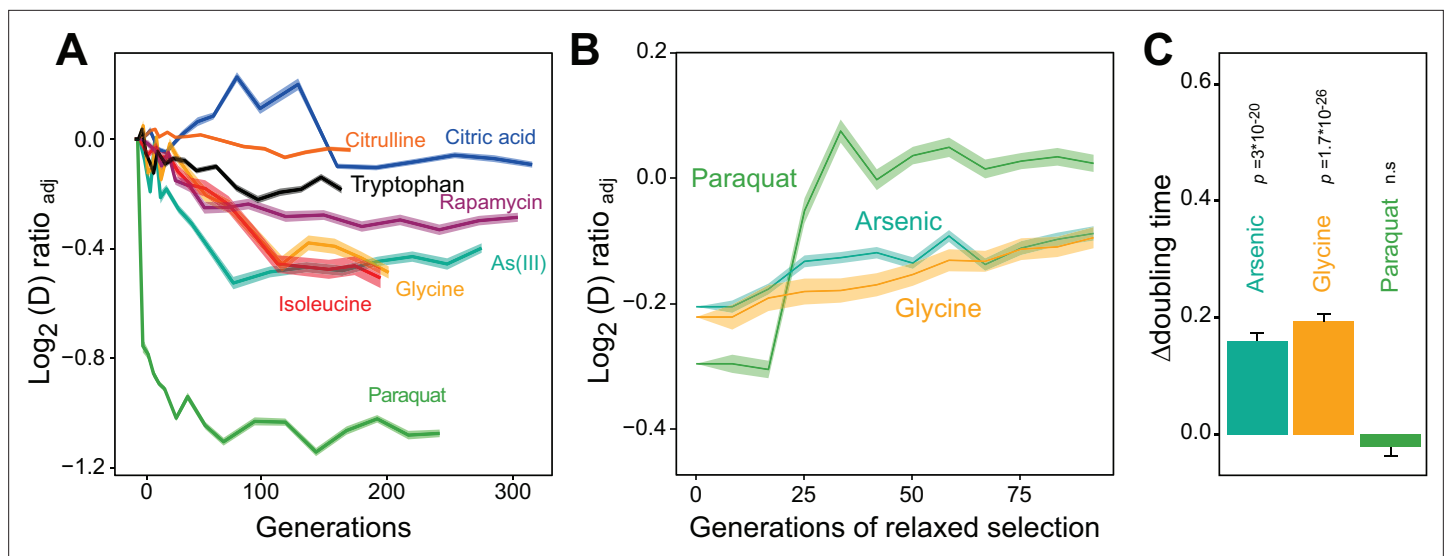 A
Log2 (D) ratio adj
0.0
−0.4
−0.8
−1.2
Citrulline
Citric acid
Tryptophan
Rapamycin
As(III)
Glycine
Isoleucine
Paraquat
0
100
200
300
Generations
B
Log2 (D) ratio adj
0.2
0.0
−0.2
−0.4
Paraquat
Arsenic
Glycine
0
25
50
75
Generations of relaxed selection
C
Δdoubling time
0.6
0.4
0.2
0.0
p =3*10-20
p =1.7*10-26
n.s
Arsenic
Glycine
Paraquat